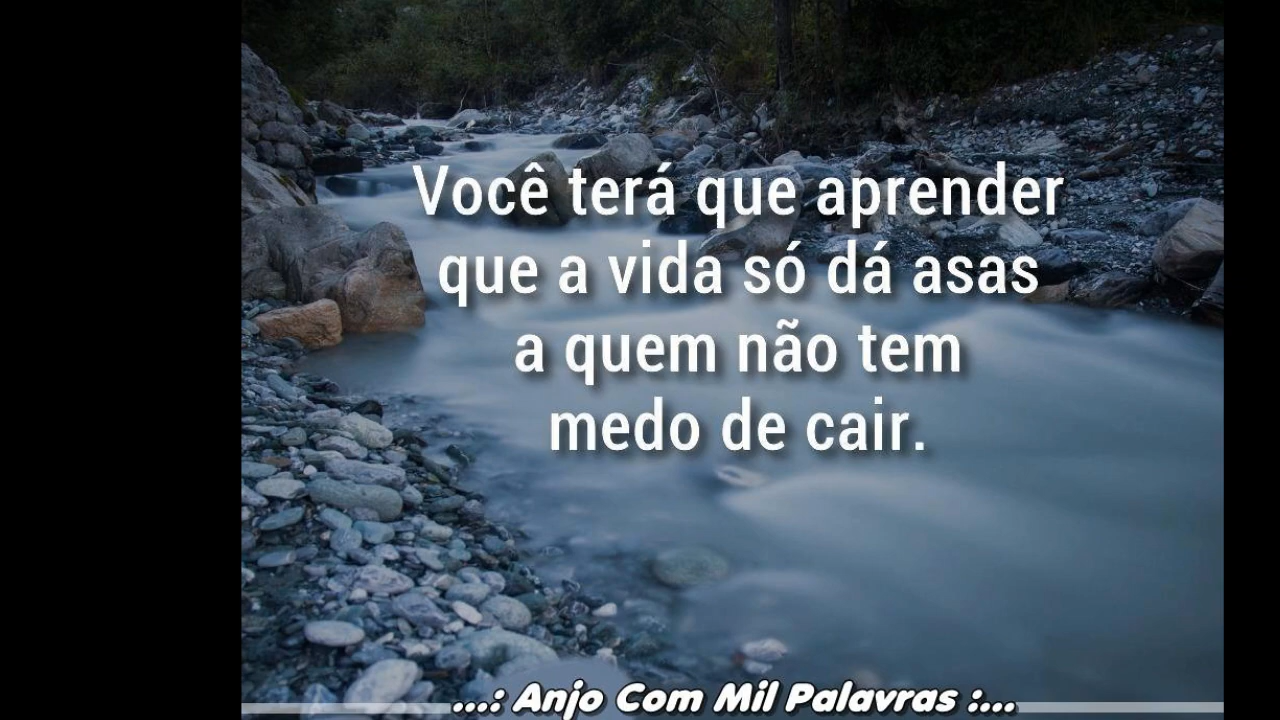 Você terá que aprender
que a vida só dá asas
a quem não tem
medo de cair.
...: Anjo Com Mil Palavras :...